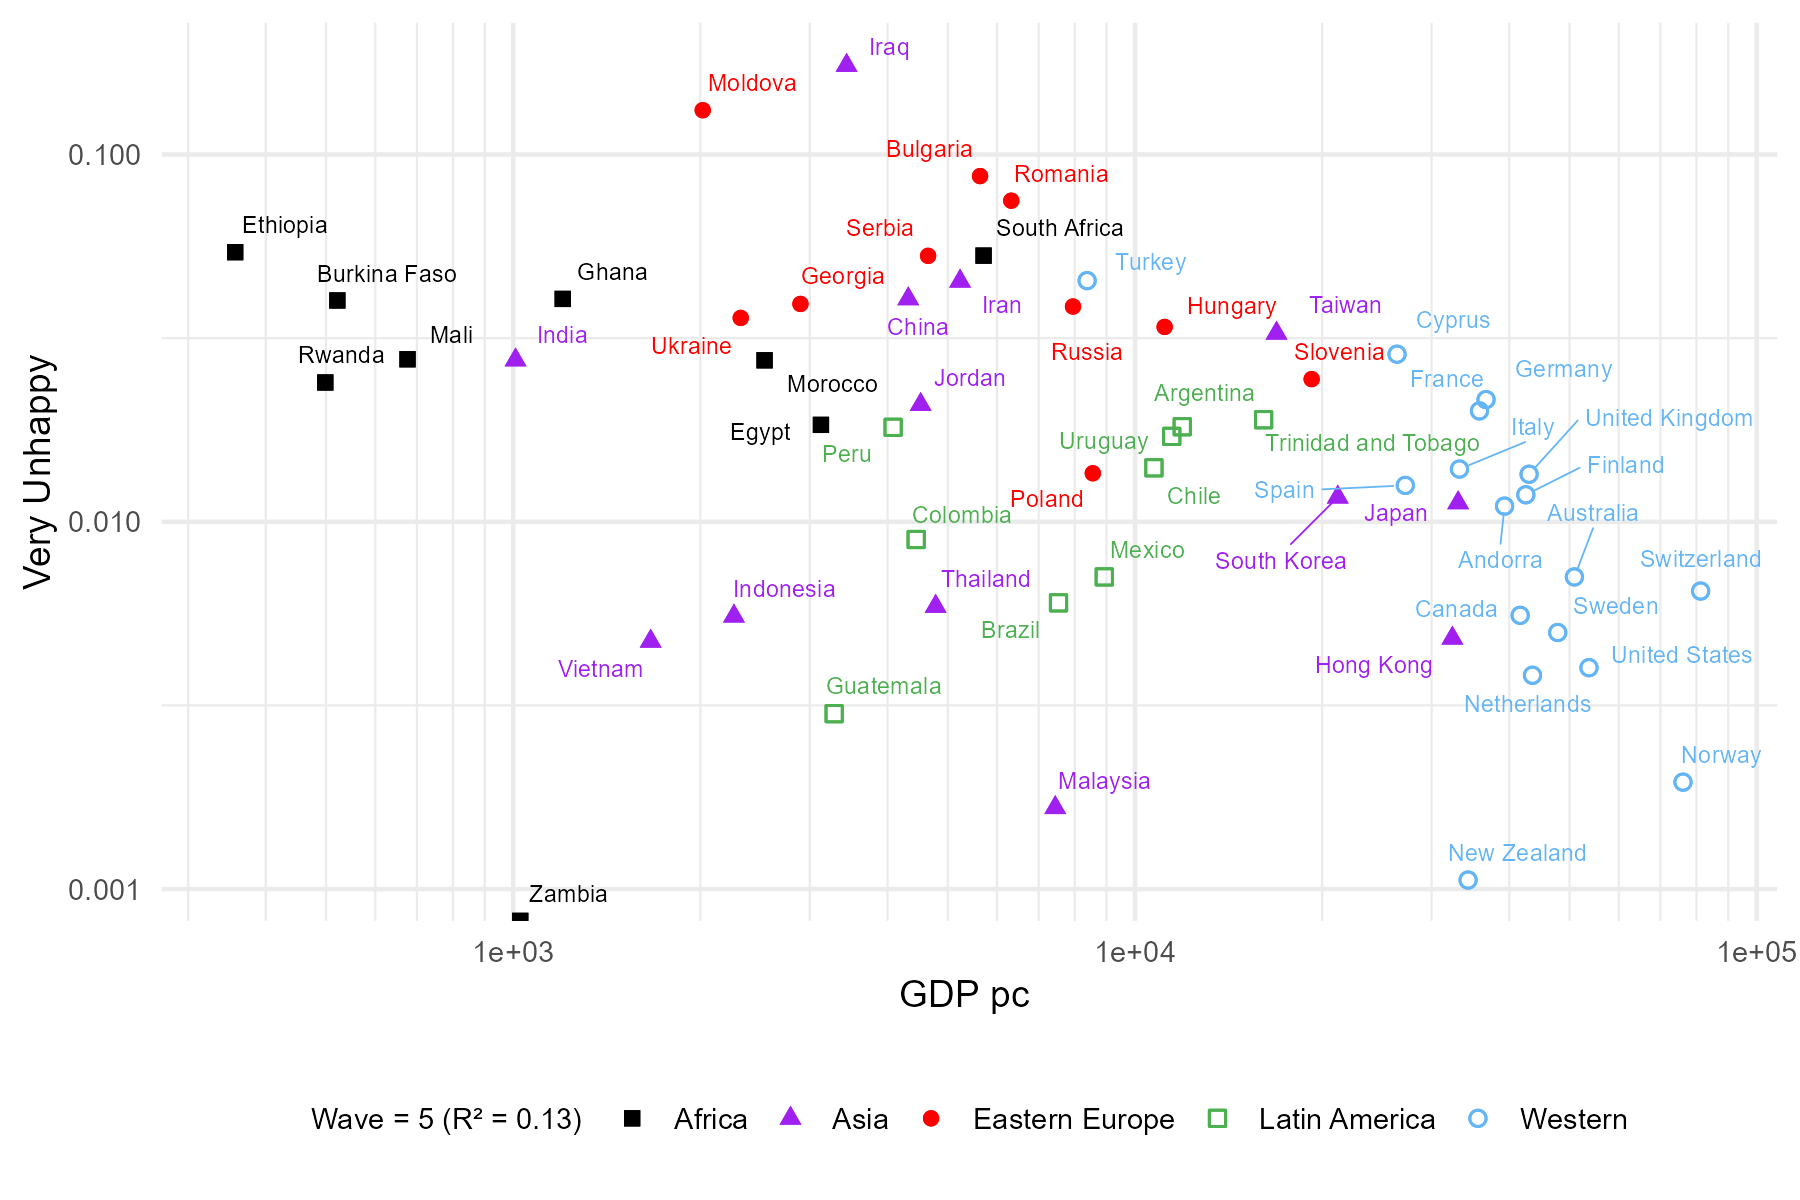 Iraq
Moldova
Bulgaria
0.100
Romania
Ethiopia
Serbia
South Africa
Turkey
Burkina Faso
Ghana
Georgia
Iran
Hungary
Taiwan
China
Cyprus
Mali
India
Ukraine
Rwanda
Russia
Slovenia
Germany
Morocco
Jordan
France
Argentina
United Kingdom
Egypt
Italy
Uruguay
Trinidad and Tobago
Peru
Finland
Spain
Poland
Chile
Very Unhappy
0.010
Colombia
Japan
Australia
Mexico
South Korea
Andorra
Switzerland
Thailand
Indonesia
Canada
Sweden
Brazil
Vietnam
Hong Kong
United States
Guatemala
Netherlands
Norway
Malaysia
New Zealand
0.001
Zambia
1e+03
1e+04
1e+05
GDP pc
Wave = 5 (R² = 0.13)
Africa
Asia
Eastern Europe
Latin America
Western